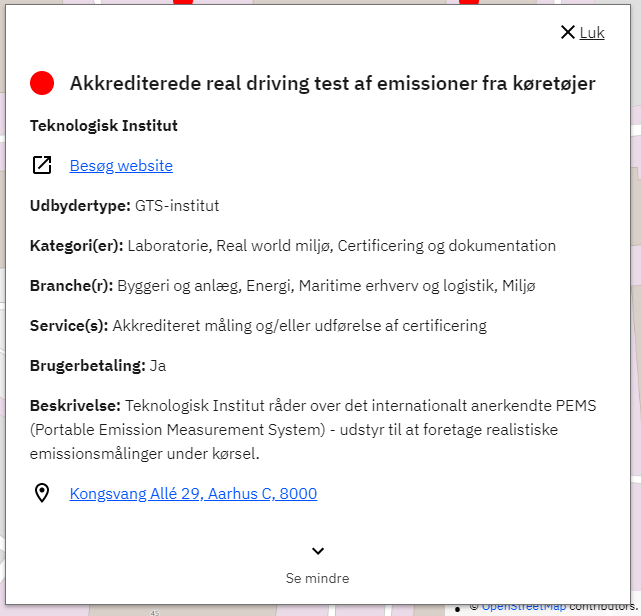 Luk
Akkrediterede real driving test af emissioner fra køretøjer
Teknologisk Institut
Besøg website
Udbydertype: GTS-institut
Kategori(er): Laboratorie, Real world miljø, Certificering og dokumentation
Branche(r): Byggeri og anlæg, Energi, Maritime erhverv og logistik, Miljø
Service(s): Akkrediteret måling og/eller udførelse af certificering
Brugerbetaling: Ja
Beskrivelse: Teknologisk Institut råder over det internationalt anerkendte PEMS
(Portable Emission Measurement System) - udstyr til at foretage realistiske
emissionsmålinger under kørsel.
Kongsvang Allé 29, Aarhus C, 8000
Se mindre
45
© OpenStreetMap contributors.